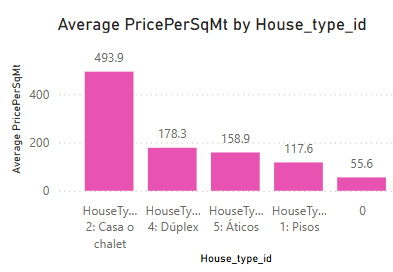 Average PricePerSqMt by House_type_id
Average PricePerSqMt
400
200
0
493.9
178.3
158.9
117.6
55.6
HouseTy...
2: Casa o
chalet
HouseTy...
4: Dúplex
HouseTy...
5: Áticos
HouseTy...
1: Pisos
0
House_type_id